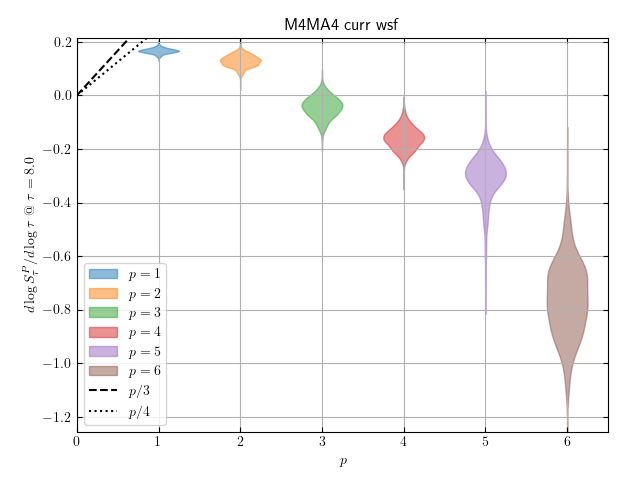 M4MA4 curr wsf
d log S_τ^P / d log τ @ τ = 8.0
0.2
0.0
−0.2
−0.4
−0.6
−0.8
−1.0
−1.2
p = 1
p = 2
p = 3
p = 4
p = 5
p = 6
p/3
p/4
0 1 2 3 4 5 6
p